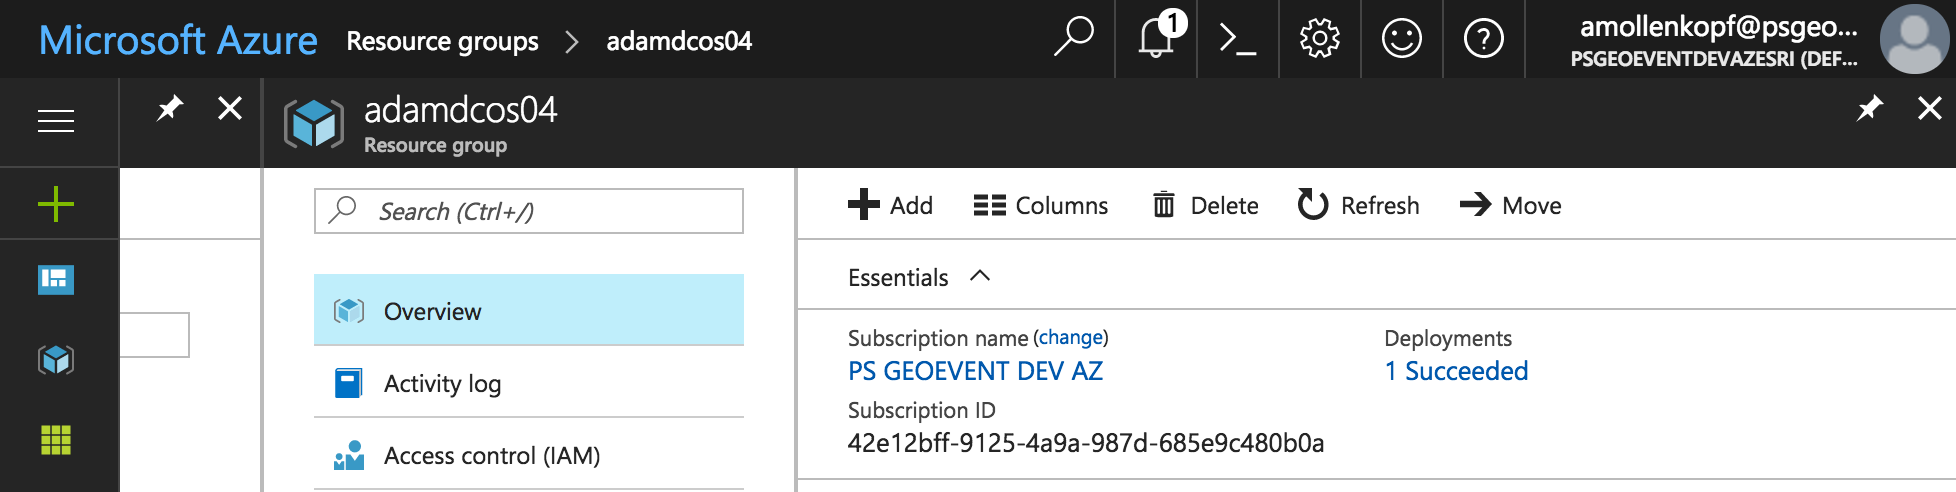 Microsoft Azure Resource groups > adamdcos04
1
amollenkopf@psgeo...
PSGEOEVENTDEVAZESRI (DEF...
adamdcos04
Resource group
Search (Ctrl+/)
Add Columns Delete Refresh Move
Essentials
Overview
Activity log
Access control (IAM)
Subscription name (change)
PS GEOEVENT DEV AZ
Deployments
1 Succeeded
Subscription ID
42e12bff-9125-4a9a-987d-685e9c480b0a